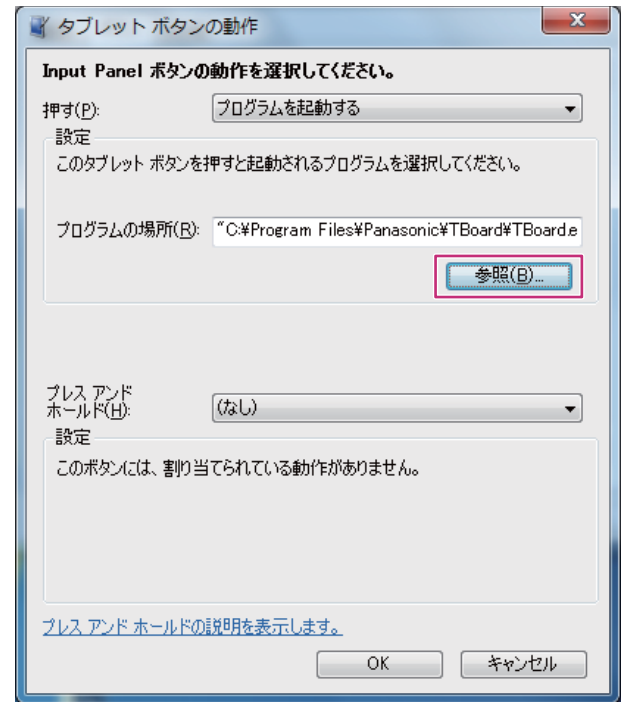 タブレット ボタンの動作
Input Panel ボタンの動作を選択してください。
押す(P):
プログラムを起動する
設定
このタブレット ボタンを押すと起動されるプログラムを選択してください。
プログラムの場所(R):
"C:¥Program Files¥Panasonic¥TBoard¥TBoard.e
参照(B)...
プレス アンド
ホールド(H):
(なし)
設定
このボタンには、割り当てられている動作がありません。
プレス アンド ホールドの説明を表示します。
OK
キャンセル